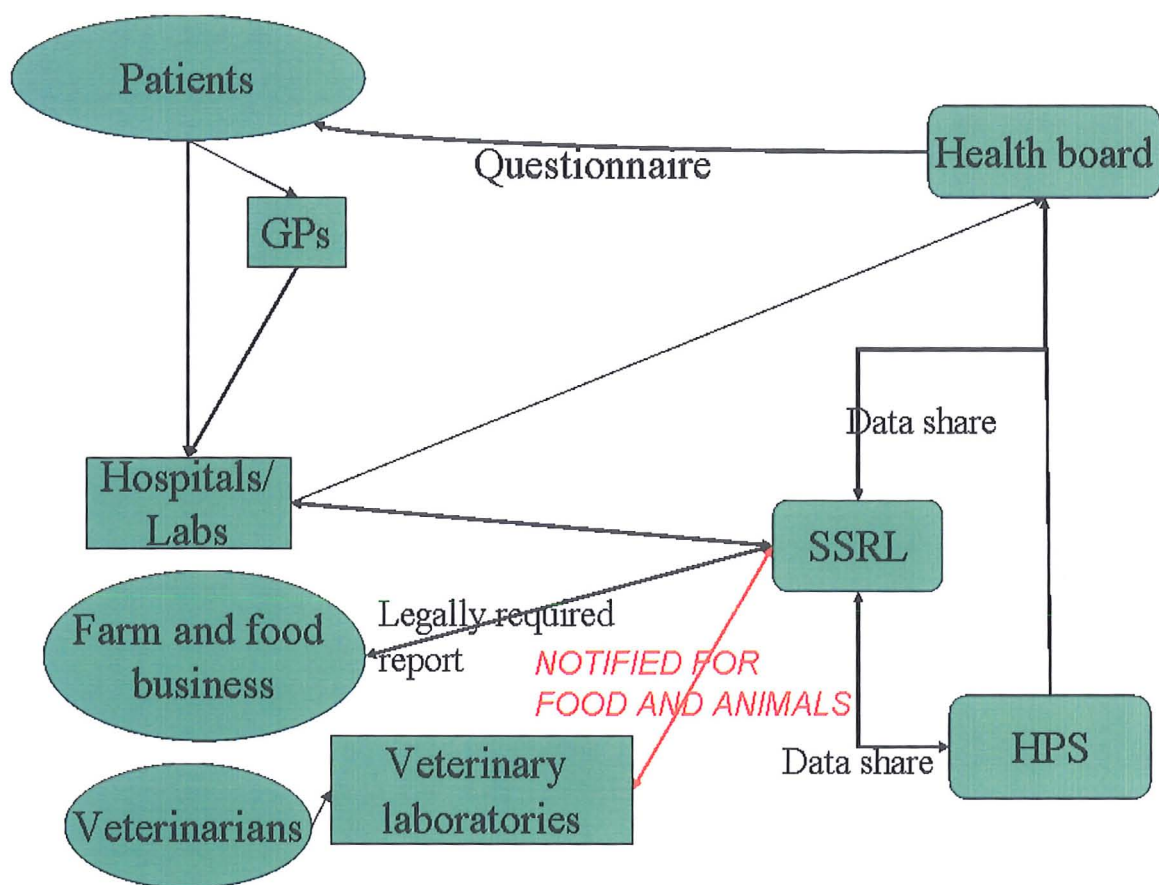 Patients
Health board
Questionnaire
GPs
Data share
Hospitals/
Labs
SSRL
Farm and food
business
Legally required
report
NOTIFIED FOR
FOOD AND ANIMALS
Veterinary
laboratories
Data share
HPS
Veterinarians